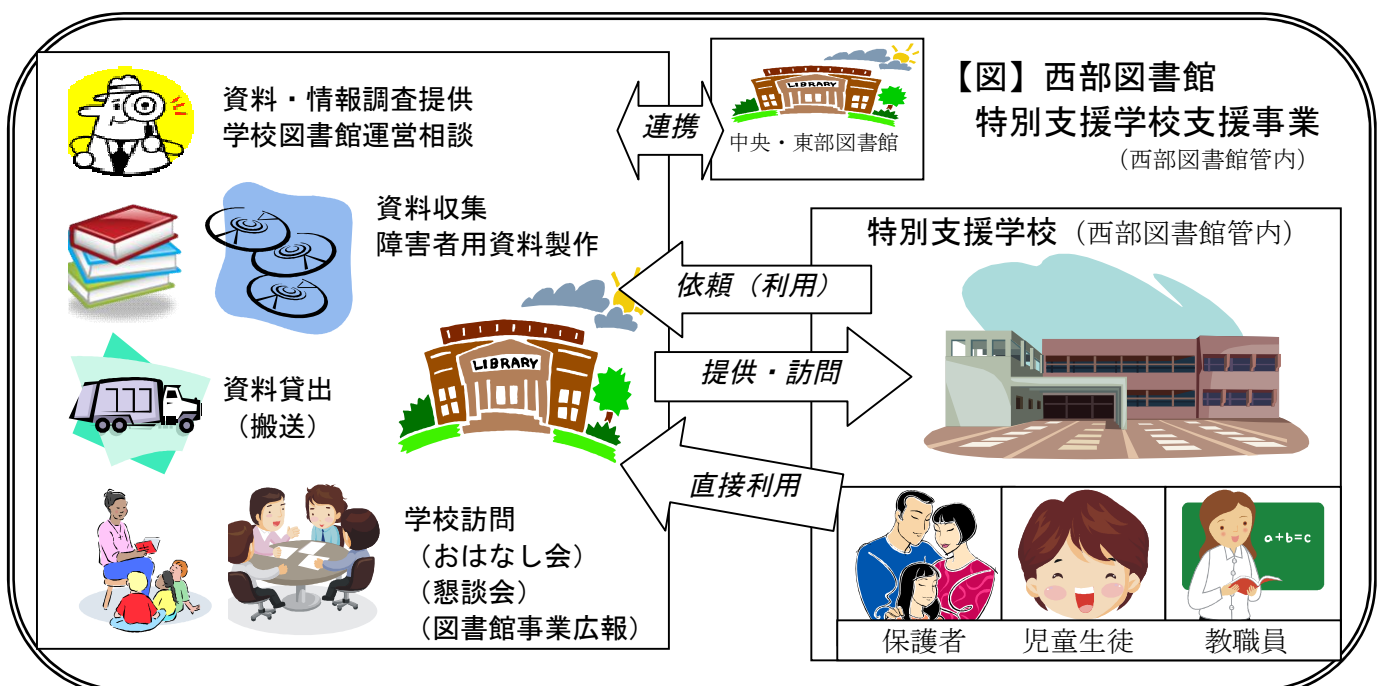 【図】西部図書館
特別支援学校支援事業
(西部図書館管内)
資料・情報調査提供
学校図書館運営相談
連携
LIBRARY
中央・東部図書館
資料収集
障害者用資料製作
特別支援学校(西部図書館管内)
依頼(利用)
LIBRARY
提供・訪問
資料貸出
(搬送)
直接利用
学校訪問
(おはなし会)
(懇談会)
(図書館事業広報)
a+b=c
保護者
児童生徒
教職員